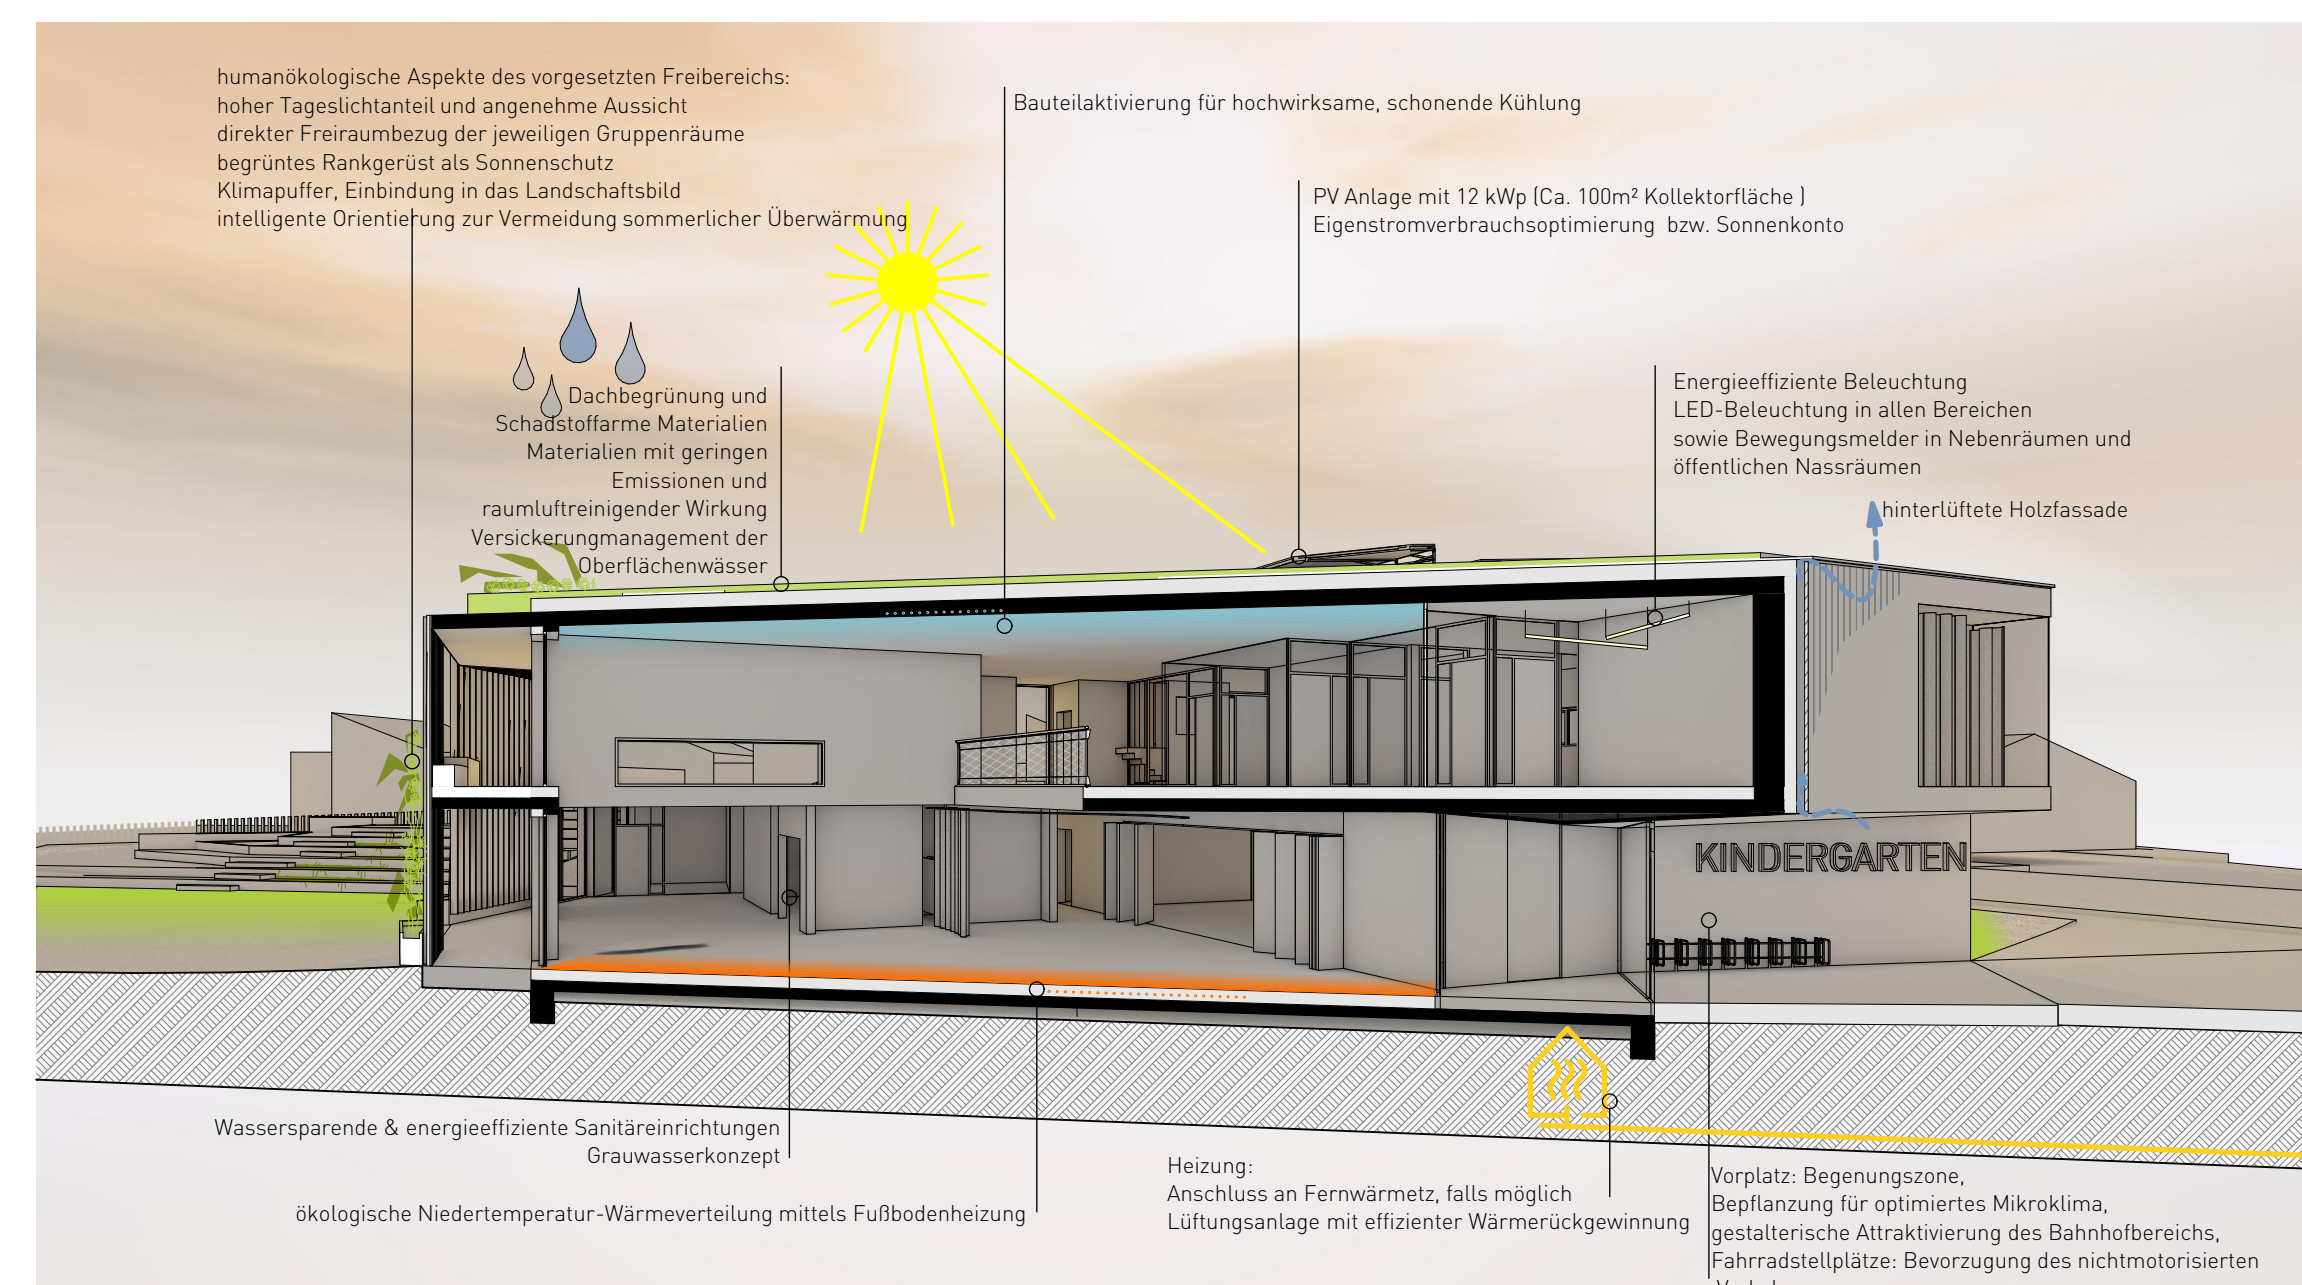 humanökologische Aspekte des vorgesetzten Freibereichs:
hoher Tageslichtanteil und angenehme Aussicht
direkter Freiraumbezug der jeweiligen Gruppenräume
begrüntes Rankgerüst als Sonnenschutz
Klimapuffer, Einbindung in das Landschaftsbild
intelligente Orientierung zur Vermeidung sommerlicher Überwärmung
Bauteilaktivierung für hochwirksame, schonende Kühlung
PV Anlage mit 12 kWp (Ca. 100m² Kollektorfläche )
Eigenstromverbrauchsoptimierung bzw. Sonnenkonto
Dachbegrünung und
Schadstoffarme Materialien
Materialien mit geringen
Emissionen und
raumluftreinigender Wirkung
Versickerungmanagement der
Oberflächenwässer
Energieeffiziente Beleuchtung
LED-Beleuchtung in allen Bereichen
sowie Bewegungsmelder in Nebenräumen und
öffentlichen Nassräumen
hinterlüftete Holzfassade
KINDERGARTEN
Wassersparende & energieeffiziente Sanitäreinrichtungen
Grauwasserkonzept
ökologische Niedertemperatur-Wärmeverteilung mittels Fußbodenheizung
Heizung:
Anschluss an Fernwärmetz, falls möglich
Lüftungsanlage mit effizienter Wärmerückgewinnung
Vorplatz: Begenungszone,
Bepflanzung für optimiertes Mikroklima,
gestalterische Attraktivierung des Bahnhofbereichs,
Fahrradstellplätze: Bevorzugung des nichtmotorisierten